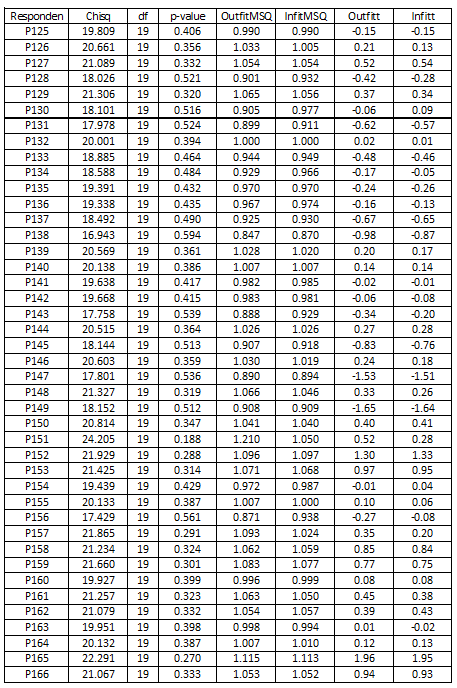 Responden Chisq df p-value OutfitMSQ InfitMSQ Outfitt Infitt
P125 19.809 19 0.406 0.990 0.990 -0.15 -0.15
P126 20.661 19 0.356 1.033 1.005 0.21 0.13
P127 21.089 19 0.332 1.054 1.054 0.52 0.54
P128 18.026 19 0.521 0.901 0.932 -0.42 -0.28
P129 21.306 19 0.320 1.065 1.056 0.37 0.34
P130 18.101 19 0.516 0.905 0.977 -0.06 0.09
P131 17.978 19 0.524 0.899 0.911 -0.62 -0.57
P132 20.001 19 0.394 1.000 1.000 0.02 0.01
P133 18.885 19 0.464 0.944 0.949 -0.48 -0.46
P134 18.588 19 0.484 0.929 0.966 -0.17 -0.05
P135 19.391 19 0.432 0.970 0.970 -0.24 -0.26
P136 19.338 19 0.435 0.967 0.974 -0.16 -0.13
P137 18.492 19 0.490 0.925 0.930 -0.67 -0.65
P138 16.943 19 0.594 0.847 0.870 -0.98 -0.87
P139 20.569 19 0.361 1.028 1.020 0.20 0.17
P140 20.138 19 0.386 1.007 1.007 0.14 0.14
P141 19.638 19 0.417 0.982 0.985 -0.02 -0.01
P142 19.668 19 0.415 0.983 0.981 -0.06 -0.08
P143 17.758 19 0.539 0.888 0.929 -0.34 -0.20
P144 20.515 19 0.364 1.026 1.026 0.27 0.28
P145 18.144 19 0.513 0.907 0.918 -0.83 -0.76
P146 20.603 19 0.359 1.030 1.019 0.24 0.18
P147 17.801 19 0.536 0.890 0.894 -1.53 -1.51
P148 21.327 19 0.319 1.066 1.046 0.33 0.26
P149 18.152 19 0.512 0.908 0.909 -1.65 -1.64
P150 20.814 19 0.347 1.041 1.040 0.40 0.41
P151 24.205 19 0.188 1.210 1.050 0.52 0.28
P152 21.929 19 0.288 1.096 1.097 1.30 1.33
P153 21.425 19 0.314 1.071 1.068 0.97 0.95
P154 19.439 19 0.429 0.972 0.987 -0.01 0.04
P155 20.133 19 0.387 1.007 1.000 0.10 0.06
P156 17.429 19 0.561 0.871 0.938 -0.27 -0.08
P157 21.865 19 0.291 1.093 1.024 0.35 0.20
P158 21.234 19 0.324 1.062 1.059 0.85 0.84
P159 21.660 19 0.301 1.083 1.077 0.77 0.75
P160 19.927 19 0.399 0.996 0.999 0.08 0.08
P161 21.257 19 0.323 1.063 1.050 0.45 0.38
P162 21.079 19 0.332 1.054 1.057 0.39 0.43
P163 19.951 19 0.398 0.998 0.994 0.01 -0.02
P164 20.132 19 0.387 1.007 1.010 0.12 0.13
P165 22.291 19 0.270 1.115 1.113 1.96 1.95
P166 21.067 19 0.333 1.053 1.052 0.94 0.93